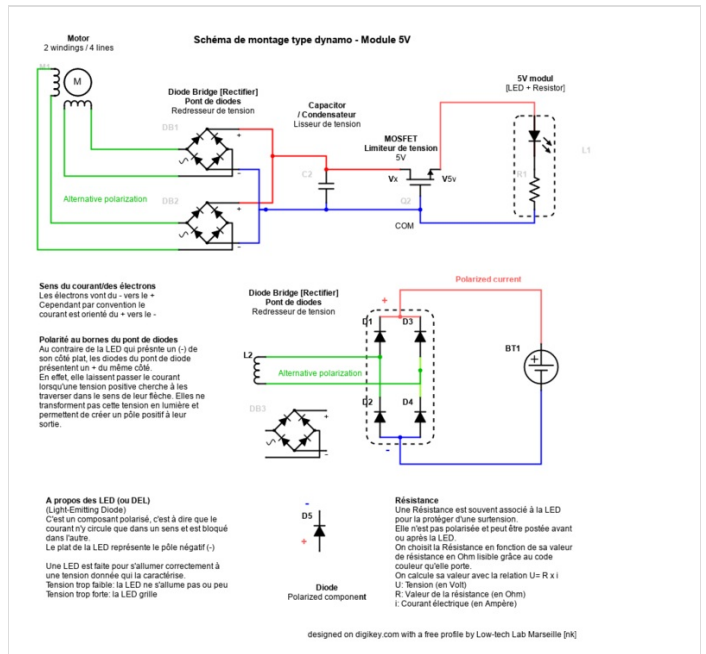 Motor
2 windings / 4 lines
Schéma de montage type dynamo - Module 5V
M
Diode Bridge [Rectifier]
Pont de diodes
Redresseur de tension
DB1
+
-
Capacitor
/ Condensateur
Lisseur de tension
C2
MOSFET
Limiteur de tension
5V
Vx
V5v
Q2
COM
5V modul
[LED + Resistor]
L1
R1
Alternative polarization
DB2
+
-
Sens du courant/des électrons
Les électrons vont du - vers le +
Cependant par convention le
courant est orienté du + vers le -
Polarité au bornes du pont de diodes
Au contraire de la LED qui présnte un (-) de
son côté plat, les diodes du pont de diode
présentent un + du même côté.
En effet, elle laissent passer le courant
lorsqu'une tension positive cherche à les
traverser dans le sens de leur flèche. Elles ne
transforment pas cette tension en lumière et
permettent de créer un pôle positif à leur
sortie.
Diode Bridge [Rectifier]
Pont de diodes
Redresseur de tension
Polarized current
+
D1
D3
L2
Alternative polarization
BT1
+
D2
D4
DB3
+
-
-
A propos des LED (ou DEL)
(Light-Emitting Diode)
C'est un composant polarisé, c'est à dire que le
courant n'y circule que dans un sens et est bloqué
dans l'autre.
Le plat de la LED représente le pôle négatif (-)
Une LED est faite pour s'allumer correctement à
une tension donnée qui la caractérise.
Tension trop faible: la LED ne s'allume pas ou peu
Tension trop forte: la LED grille
-
D5
+
Diode
Polarized component
Résistance
Une Résistance est souvent associé à la LED
pour la protéger d'une surtension.
Elle n'est pas polarisée et peut être postée avant
ou après la LED.
On choisit la Résistance en fonction de sa valeur
de résistance en Ohm lisible grâce au code
couleur qu'elle porte.
On calcule sa valeur avec la relation U= R x i
U: Tension (en Volt)
R: Valeur de la résistance (en Ohm)
i: Courant électrique (en Ampère)
designed on digikey.com with a free profile by Low-tech Lab Marseille [nk]